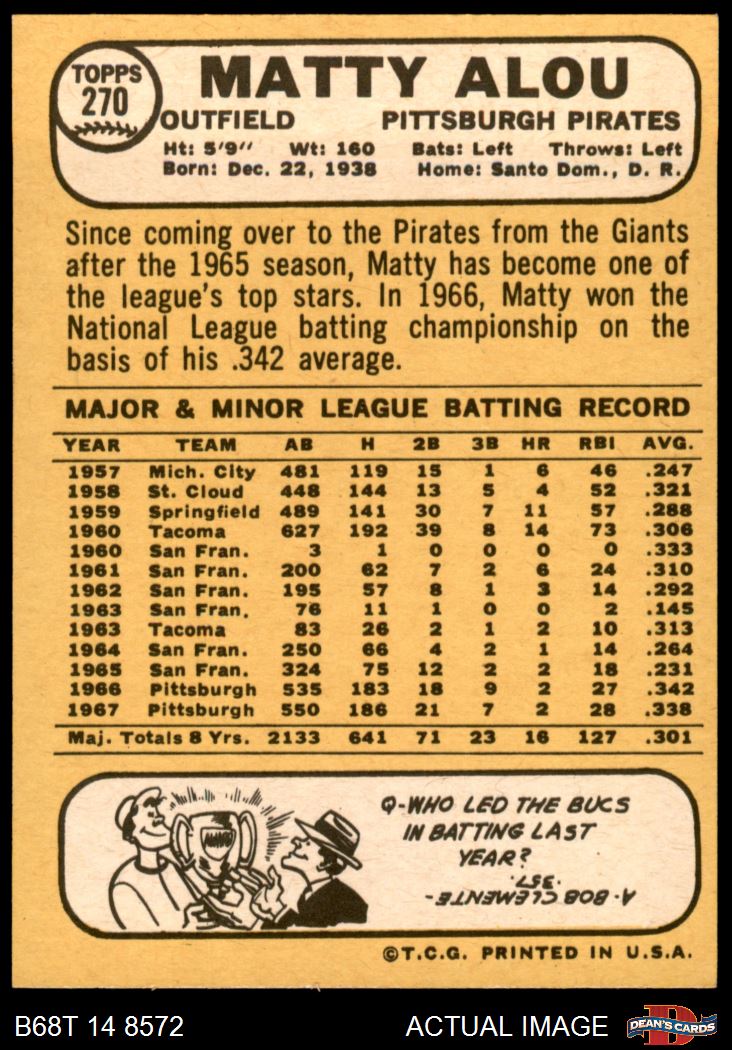 TOPPS
270
MATTY ALOU
OUTFIELD PITTSBURGH PIRATES
Ht: 5'9" Wt: 160 Bats: Left Throws: Left
Born: Dec. 22, 1938 Home: Santo Dom., D. R.
Since coming over to the Pirates from the Giants
after the 1965 season, Matty has become one of
the league's top stars. In 1966, Matty won the
National League batting championship on the
basis of his .342 average.
MAJOR & MINOR LEAGUE BATTING RECORD
YEAR TEAM AB H 2B 3B HR RBI AVG.
1957 Mich. City 481 119 15 1 6 46 .247
1958 St. Cloud 448 144 13 5 4 52 .321
1959 Springfield 489 141 30 7 11 57 .288
1960 Tacoma 627 192 39 8 14 73 .306
1960 San Fran. 3 1 0 0 0 0 .333
1961 San Fran. 200 62 7 2 6 24 .310
1962 San Fran. 195 57 8 1 3 14 .292
1963 San Fran. 76 11 1 0 0 2 .145
1963 Tacoma 83 26 2 1 2 10 .313
1964 San Fran. 250 66 4 2 1 14 .264
1965 San Fran. 324 75 12 2 2 18 .231
1966 Pittsburgh 535 183 18 9 2 27 .342
1967 Pittsburgh 550 186 21 7 2 28 .338
Maj. Totals 8 Yrs. 2133 641 71 23 16 127 .301
Q-WHO LED THE BUCS
IN BATTING LAST
YEAR?
A-BOB CLEMENTE-
.357.
©T.C.G. PRINTED IN U.S.A.
B68T 14 8572 ACTUAL IMAGE
DEAN'S CARDS